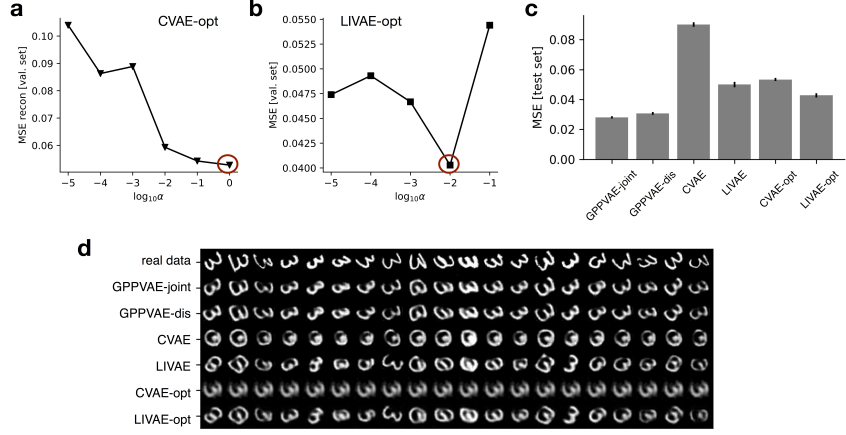 a
CVAE-opt
MSE recon [val. set]
0.10
0.09
0.08
0.07
0.06
−5 −4 −3 −2 −1 0
log10α
b
LIVAE-opt
MSE [val. set]
0.0550
0.0525
0.0500
0.0475
0.0450
0.0425
0.0400
−5 −4 −3 −2 −1
log10α
c
MSE [test set]
0.08
0.06
0.04
0.02
0.00
GPPVAE-joint
GPPVAE-dis
CVAE
LIVAE
CVAE-opt
LIVAE-opt
d
real data
GPPVAE-joint
GPPVAE-dis
CVAE
LIVAE
CVAE-opt
LIVAE-opt